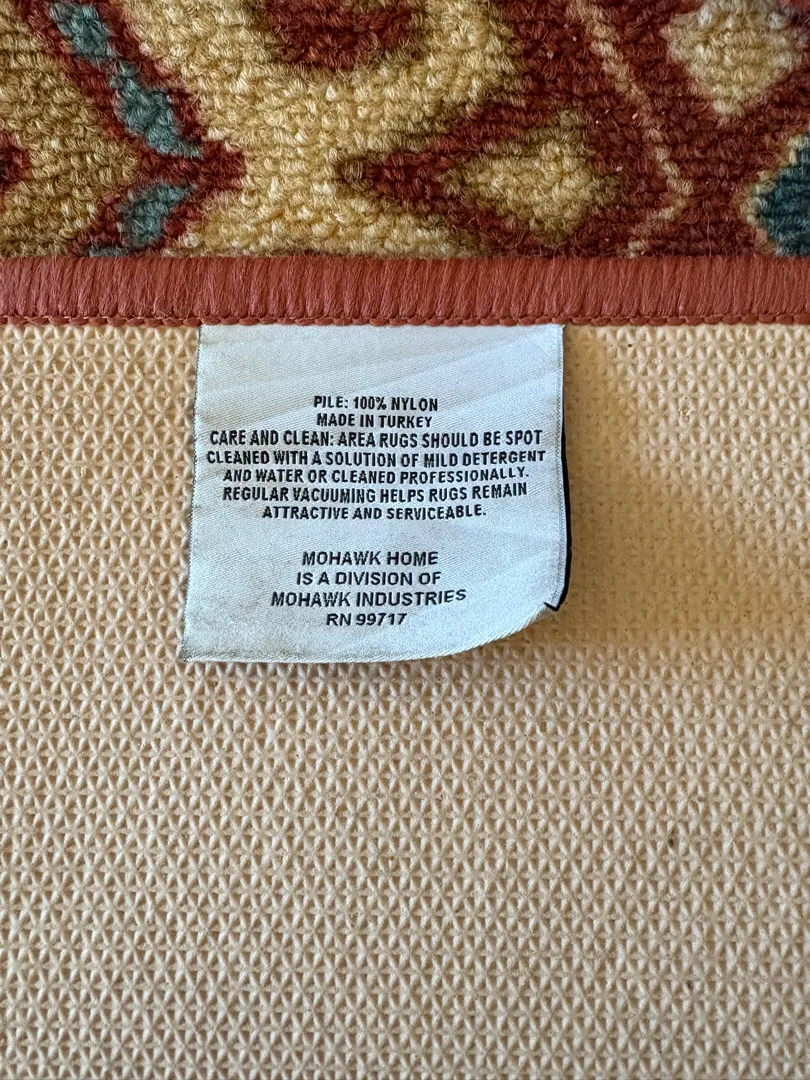 PILE: 100% NYLON
MADE IN TURKEY
CARE AND CLEAN: AREA RUGS SHOULD BE SPOT
CLEANED WITH A SOLUTION OF MILD DETERGENT
AND WATER OR CLEANED PROFESSIONALLY.
REGULAR VACUUMING HELPS RUGS REMAIN
ATTRACTIVE AND SERVICEABLE.
MOHAWK HOME
IS A DIVISION OF
MOHAWK INDUSTRIES
RN 99717